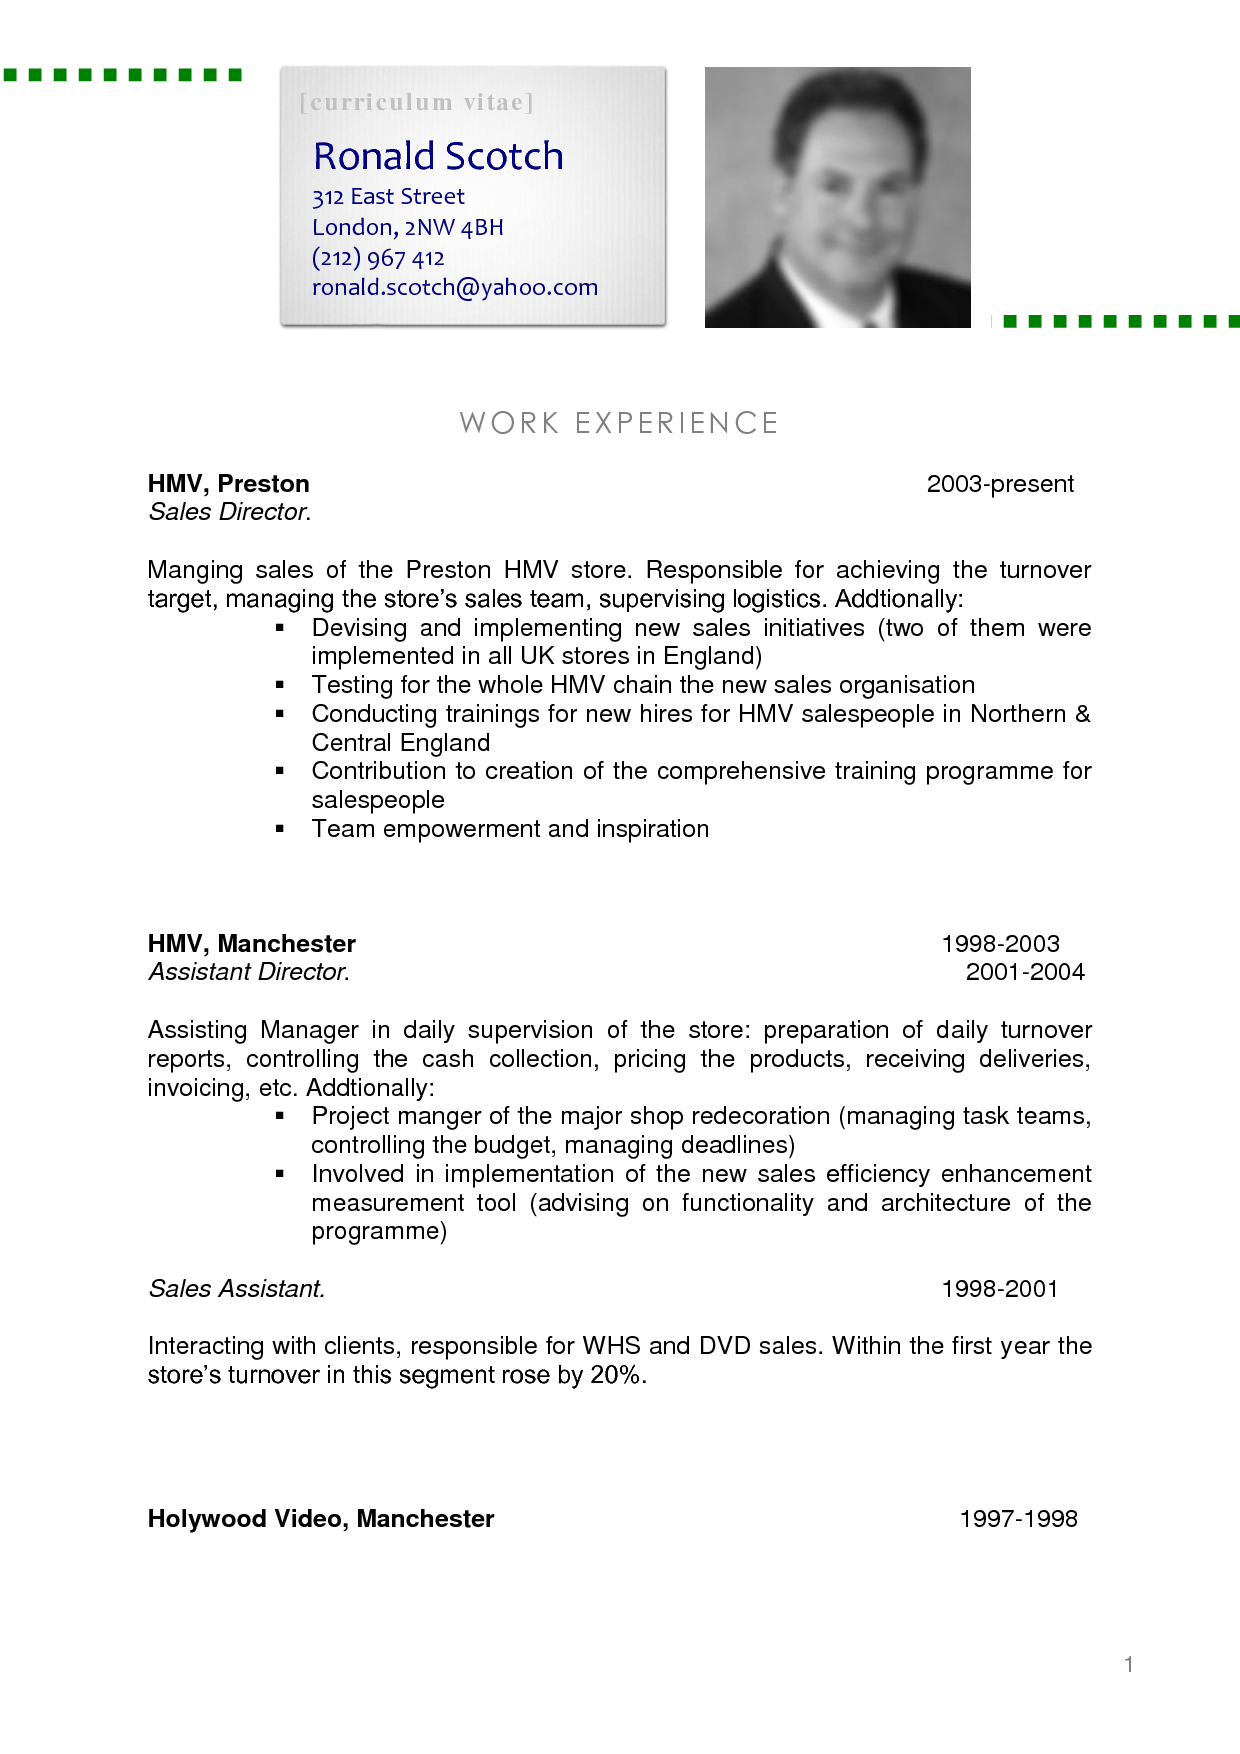 [curriculum vitae]
Ronald Scotch
312 East Street
London, 2NW 4BH
(212) 967 412
ronald.scotch@yahoo.com
WORK EXPERIENCE
HMV, Preston 2003-present
Sales Director.
Manging sales of the Preston HMV store. Responsible for achieving the turnover
target, managing the store's sales team, supervising logistics. Addtionally:
▪ Devising and implementing new sales initiatives (two of them were
implemented in all UK stores in England)
▪ Testing for the whole HMV chain the new sales organisation
▪ Conducting trainings for new hires for HMV salespeople in Northern &
Central England
▪ Contribution to creation of the comprehensive training programme for
salespeople
▪ Team empowerment and inspiration
HMV, Manchester 1998-2003
Assistant Director. 2001-2004
Assisting Manager in daily supervision of the store: preparation of daily turnover
reports, controlling the cash collection, pricing the products, receiving deliveries,
invoicing, etc. Addtionally:
▪ Project manger of the major shop redecoration (managing task teams,
controlling the budget, managing deadlines)
▪ Involved in implementation of the new sales efficiency enhancement
measurement tool (advising on functionality and architecture of the
programme)
Sales Assistant. 1998-2001
Interacting with clients, responsible for WHS and DVD sales. Within the first year the
store's turnover in this segment rose by 20%.
Holywood Video, Manchester 1997-1998
1